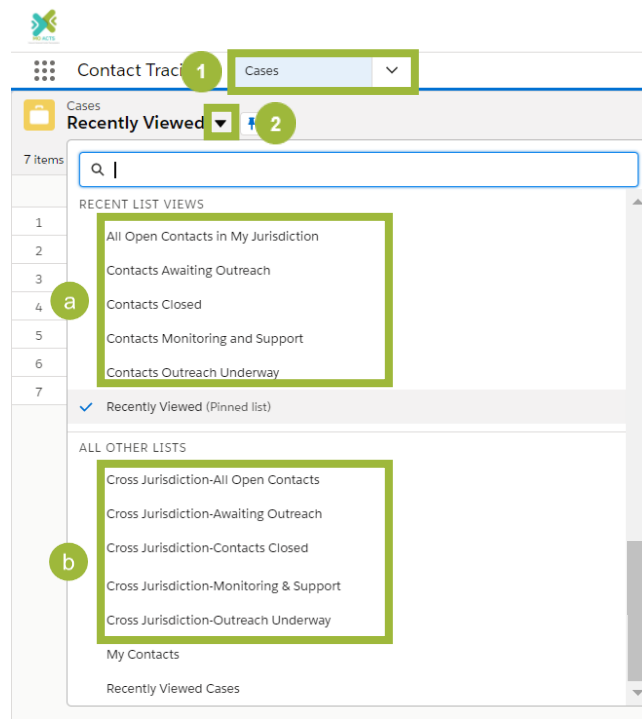 Contact Traci
1
Cases
Cases
Recently Viewed
2
7 items
RECENT LIST VIEWS
1
All Open Contacts in My Jurisdiction
2
Contacts Awaiting Outreach
3
a
Contacts Closed
4
Contacts Monitoring and Support
5
Contacts Outreach Underway
6
Recently Viewed (Pinned list)
7
ALL OTHER LISTS
Cross Jurisdiction-All Open Contacts
Cross Jurisdiction-Awaiting Outreach
Cross Jurisdiction-Contacts Closed
b
Cross Jurisdiction-Monitoring & Support
Cross Jurisdiction-Outreach Underway
My Contacts
Recently Viewed Cases